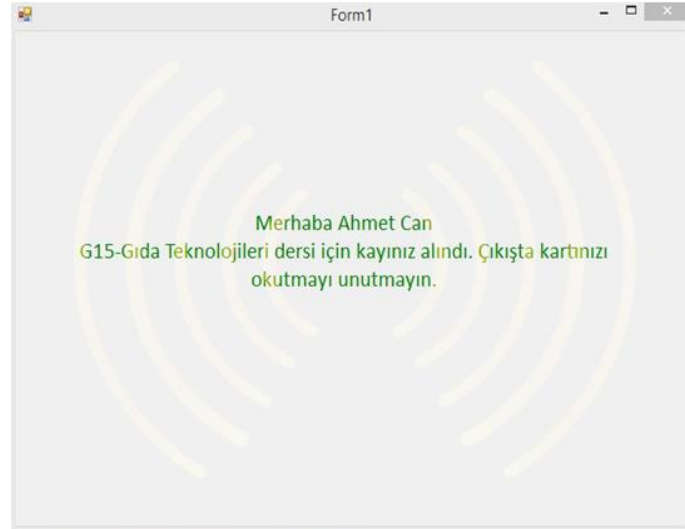 Form1
Merhaba Ahmet Can
G15-Gıda Teknolojileri dersi için kayınız alındı. Çıkışta kartınızı
okutmayı unutmayın.